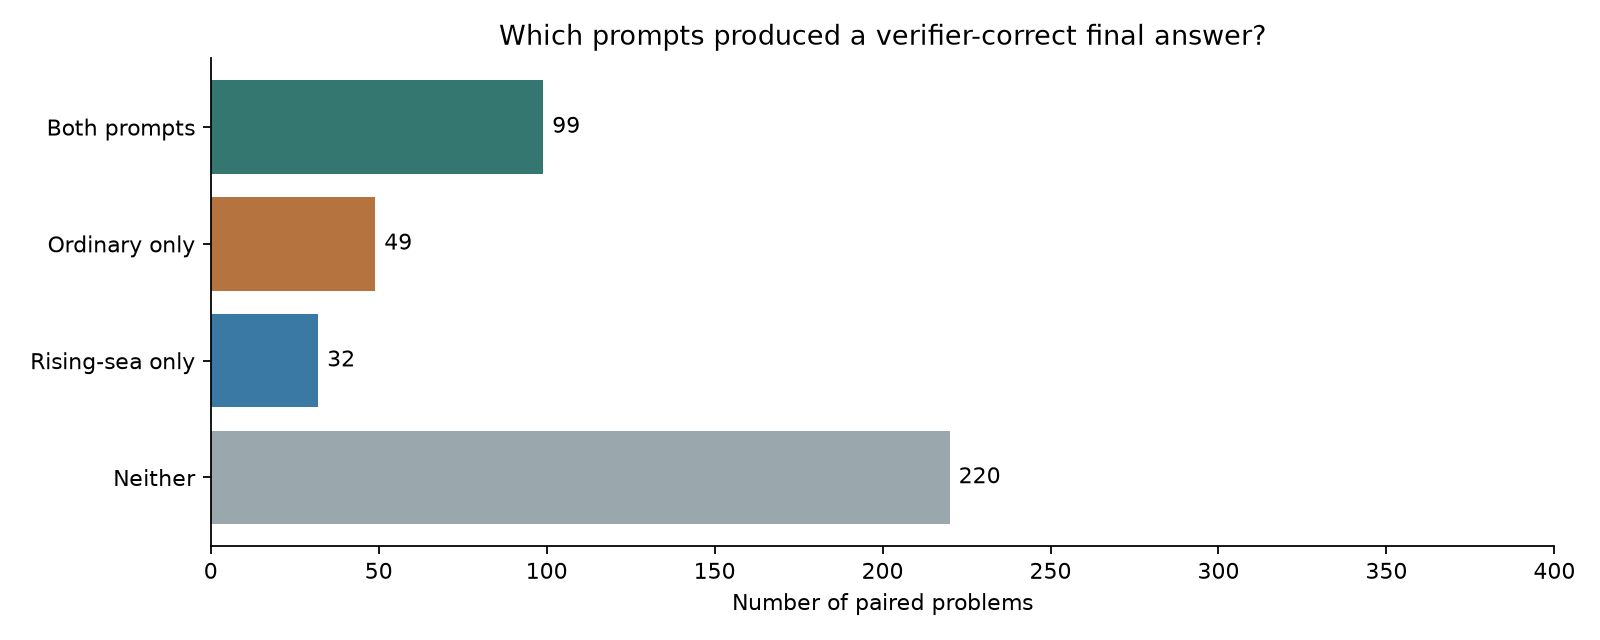 Which prompts produced a verifier-correct final answer?
Both prompts
99
Ordinary only
49
Rising-sea only
32
Neither
220
0 50 100 150 200 250 300 350 400
Number of paired problems